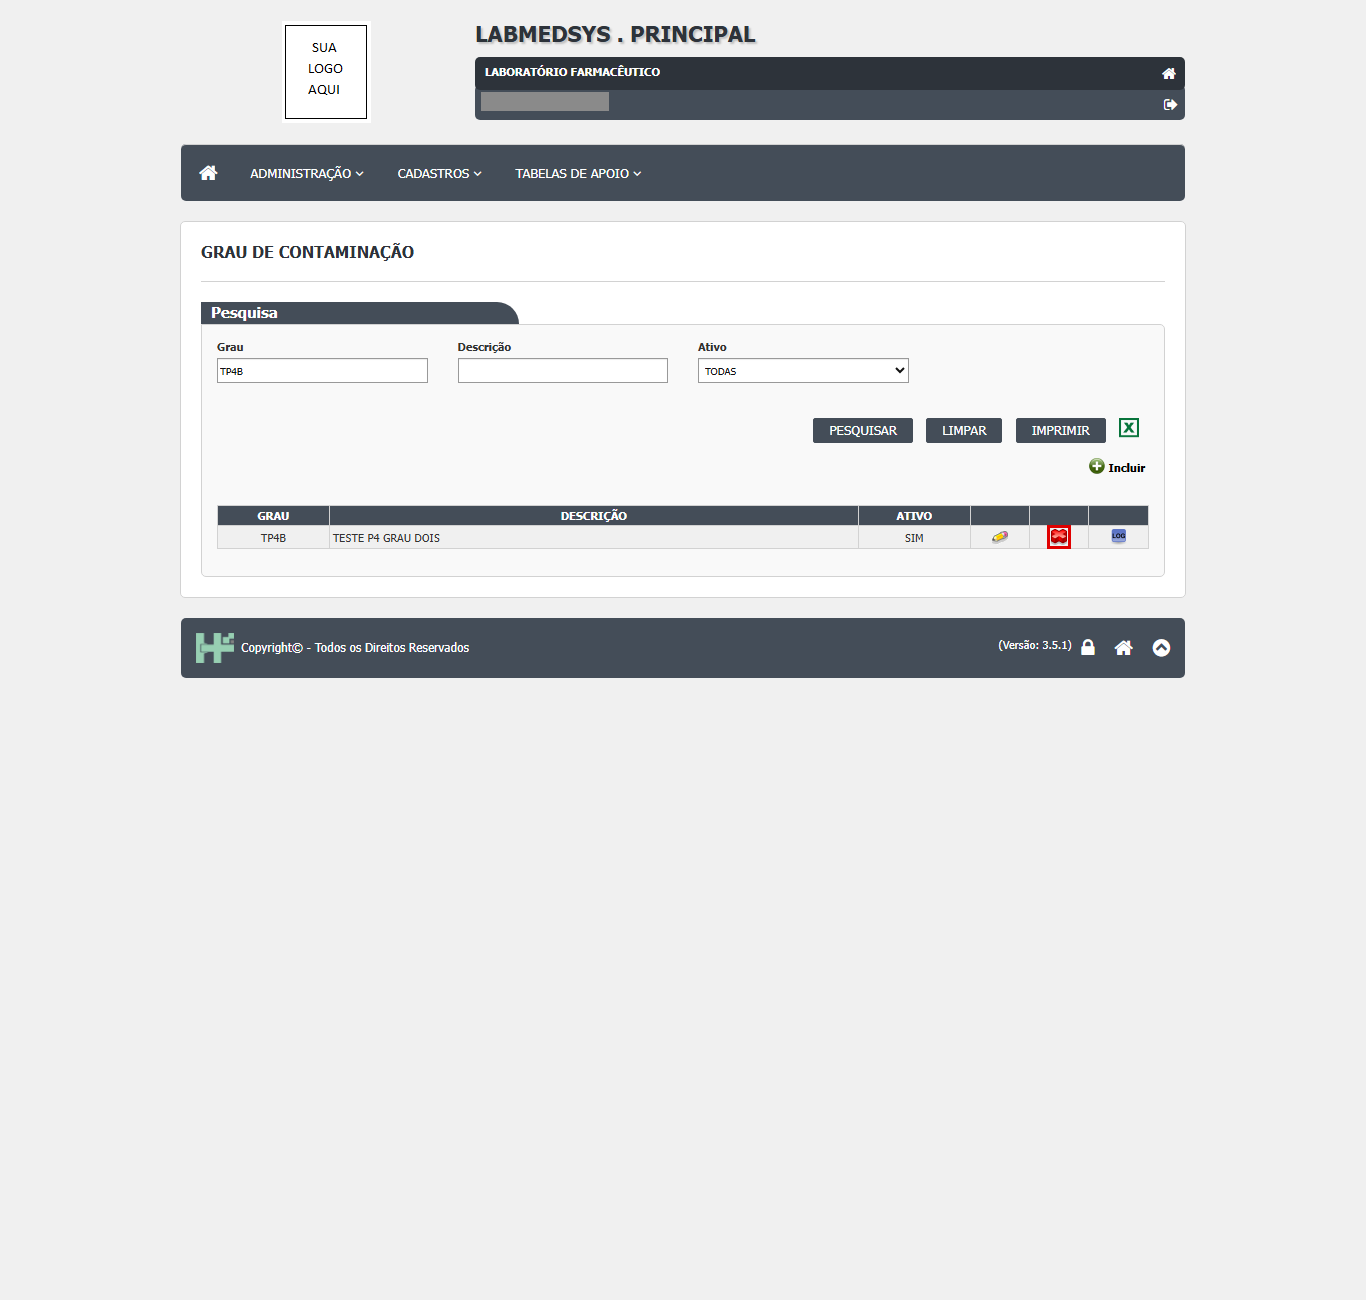 SUA
LOGO
AQUI
LABMEDSYS . PRINCIPAL
LABORATÓRIO FARMACÊUTICO
ADMINISTRAÇÃO CADASTROS TABELAS DE APOIO
GRAU DE CONTAMINAÇÃO
Pesquisa
Grau Descrição Ativo
TP4B TODAS
PESQUISAR LIMPAR IMPRIMIR
Incluir
GRAU DESCRIÇÃO ATIVO
TP4B TESTE P4 GRAU DOIS SIM LOG
Copyright© - Todos os Direitos Reservados (Versão: 3.5.1)